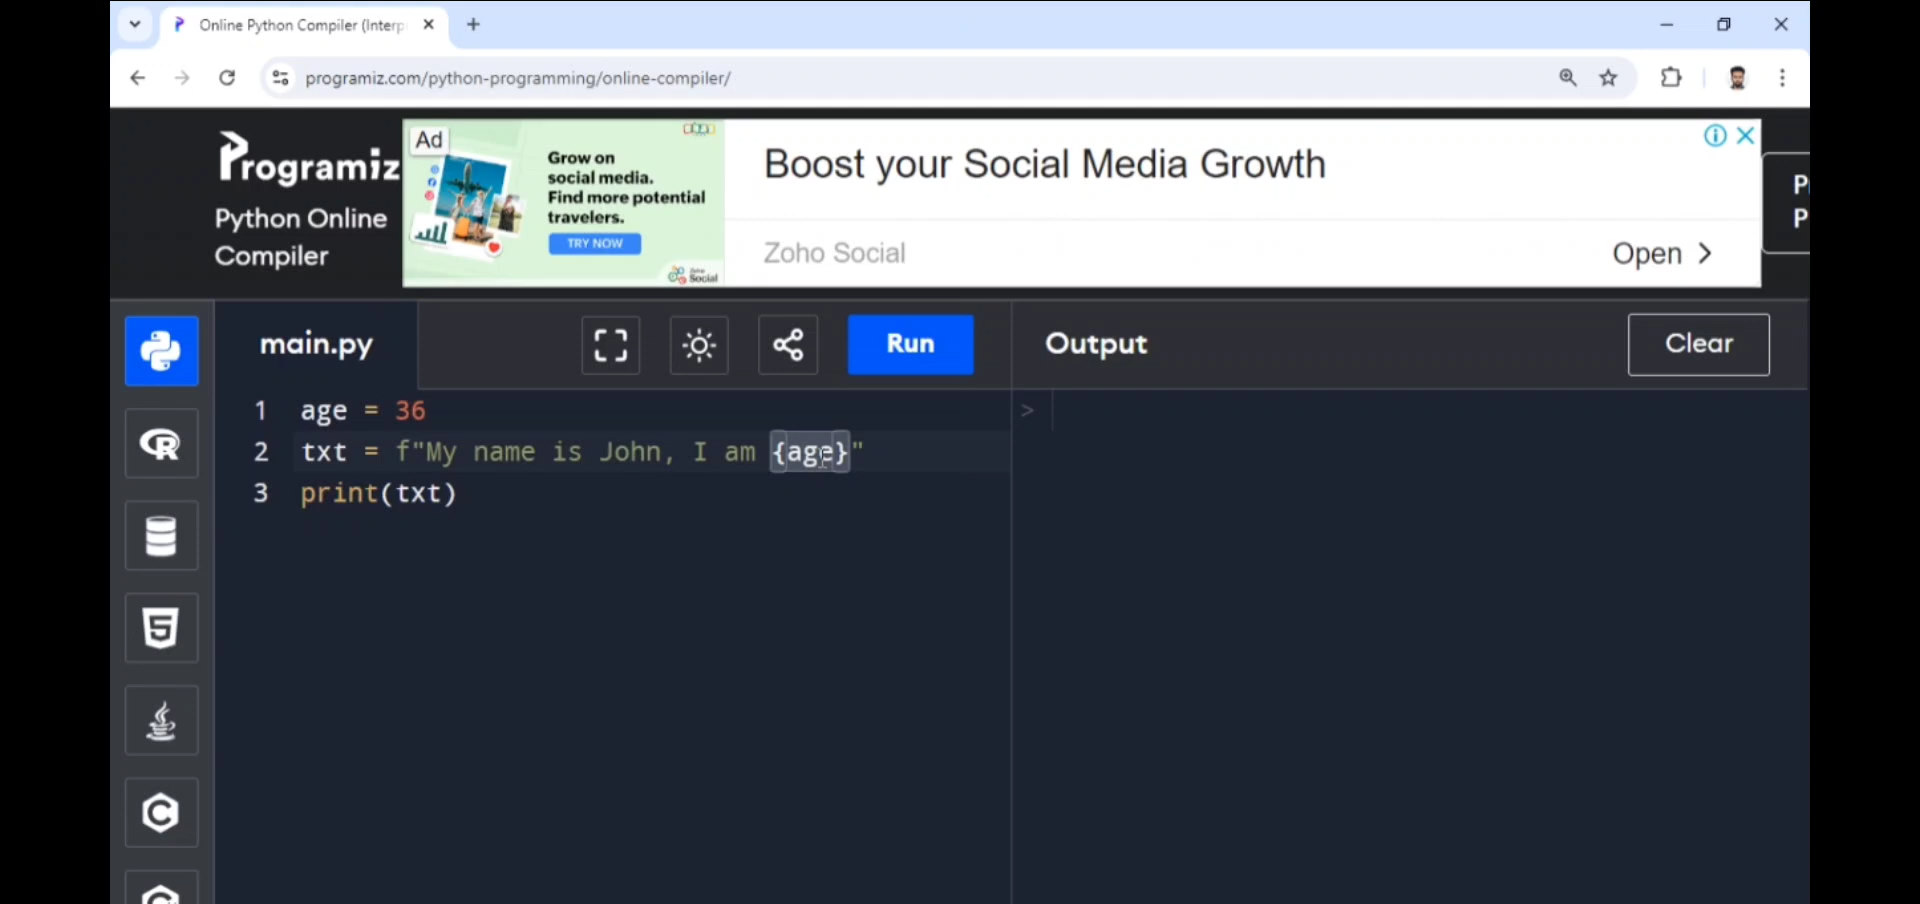 Online Python Compiler (Interp
programiz.com/python-programming/online-compiler/
Programiz
Python Online
Compiler
Ad
Grow on
social media.
Find more potential
travelers.
TRY NOW
Zoho
Social
Boost your Social Media Growth
Zoho Social
Open
P
P
main.py
Run
Output
Clear
1 age = 36
2 txt = f"My name is John, I am {age}"
3 print(txt)
>